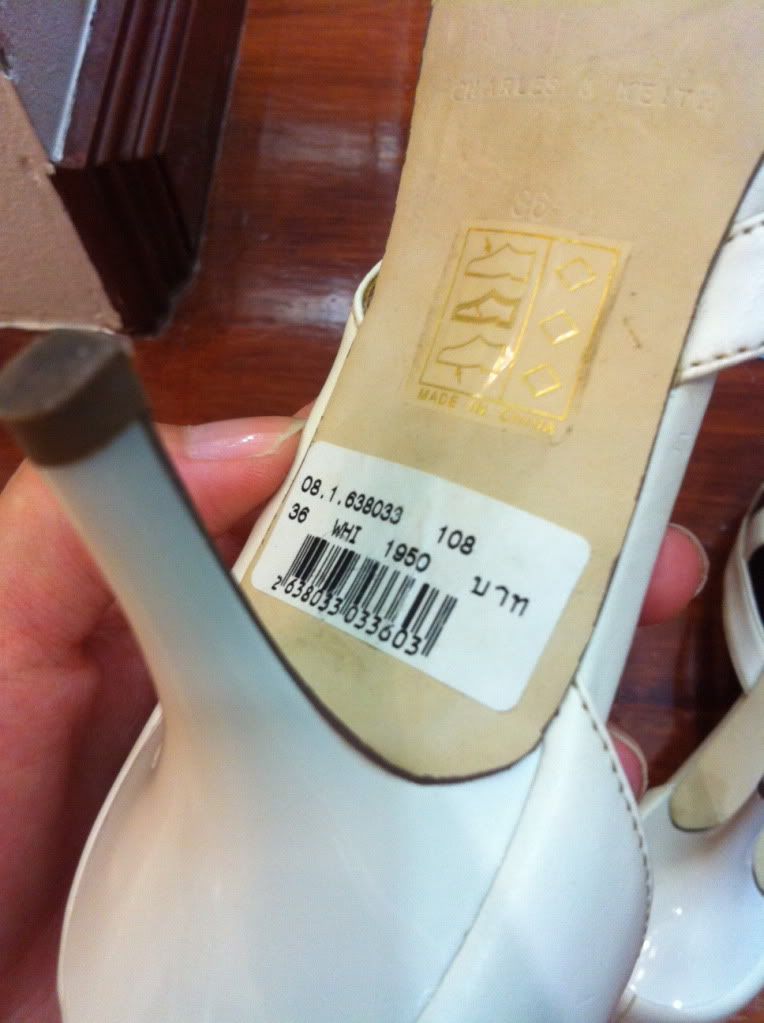 CHARLES & KEITH
36
MADE IN CHINA
08.1.638033 108
36 WHI 1950 บาท
2638033033603